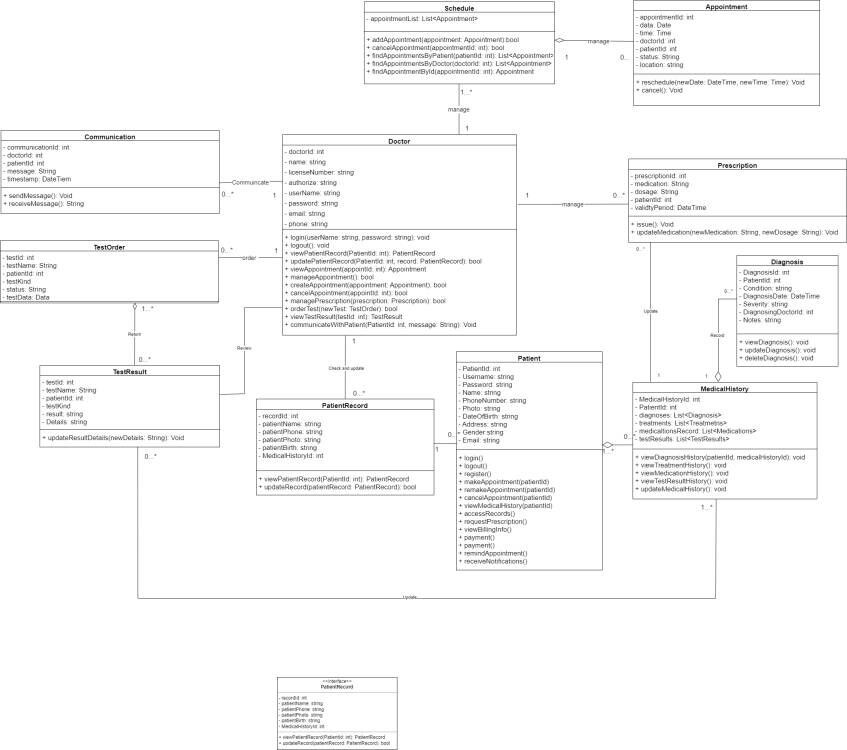 Schedule
- appointmentList: List<Appointment>
+ addAppointment(appointment: Appointment):bool
+ cancelAppointment(appointmentId: int): bool
+ findAppointmentsByPatient(patientId: int): List<Appointment>
+ findAppointmentsByDoctor(doctorId: int): List<Appointment>
+ findAppointmentById(appointmentId: int): Appointment
manage
1
0..
Appointment
- appointmentId: int
- data: Date
- time: Time
- doctorId: int
- patientId: int
- status: String
- location: string
+ reschedule(newDate: DateTime, newTime: Time): Void
+ cancel(): Void
1...*
manage
1
Communication
- communicationId: int
- doctorId: int
- patientId: int
- message: String
- timestamp: DateTiem
+ sendMessage(): Void
+ receiveMessage(): String
Communicate
0...*
1
Doctor
- doctorId: int
- name: string
- licenseNumber: string
- authorize: string
- userName: string
- password: string
- email: string
- phone: string
+ login(userName: string, password: string): void
+ logout(): void
+ viewPatientRecord(PatientId: int): PatientRecord
+ updatePatientRecord(PatientId: int, record: PatientRecord): bool
+ viewAppointment(appointId: int): Appointment
+ manageAppointment(): bool
+ createAppointment(appointment: Appointment): bool
+ cancelAppointment(appointId: int): bool
+ managePrescription(prescription: Prescription): bool
+ orderTest(newTest: TestOrder): bool
+ viewTestResult(testId: int): TestResult
+ communicateWithPatient(PatientId: int, message: String): Void
1
0...*
manage
Prescription
- prescriptionId: int
- medication: String
- dosage: String
- patientId: int
- validtyPeriod: DateTime
+ issue(): Void
+ updateMedication(newMedication: String, newDosage: String): Void
TestOrder
- testId: int
- testName: String
- patientId: int
- testKind
- status: String
- testData: Data
0...*
order
1
1...*
Return
0...*
Review
TestResult
- testId: int
- testName: String
- patientId: int
- testKind
- result: string
- Details: string
+ updateResultDetails(newDetails: String): Void
0...*
1
Check and update
0...*
PatientRecord
- recordId: int
- patientName: string
- patientPhone: string
- patientPhoto: string
- patientBirth: string
- MedicalHistoryId: int
+ viewPatientRecord(PatientId: int): PatientRecord
+ updateRecord(patientRecord: PatientRecord): bool
1
0...*
Patient
- PatientId: int
- Username: string
- Password: string
- Name: string
- PhoneNumber: string
- Photo: string
- DateOfBirth: string
- Address: string
- Gender string
- Email: string
+ login()
+ logout()
+ register()
+ makeAppointment(patientId)
+ remakeAppointment(patientId)
+ cancelAppointment(patientId)
+ viewMedicalHistory(patientId)
+ accessRecords()
+ requestPrescription()
+ viewBillingInfo()
+ payment()
+ payment()
+ remindAppointment()
+ receiveNotifications()
1...*
0..
0...*
Update
1
Diagnosis
- DiagnosisId: int
- PatientId: int
- Condition: string
- DiagnosisDate: DateTime
- Severity: string
- DiagnosingDoctorId: int
- Notes: string
+ viewDiagnosis(): void
+ updateDiagnosis(): void
+ deleteDiagnosis(): void
0..*
Record
1
MedicalHistory
- MedicalHistoryId: int
- PatientId: int
- diagnoses: List<Diagnosis>
- treatments: List<Treatmetns>
- medicaltionsRecord: List<Medications>
- testResults: List<TestResults>
+ viewDiagnosisHistory(patientId, medicalHistoryId): void
+ viewTreatmentHistory(): void
+ viewMedicationHistory(): void
+ viewTestResultHistory(): void
+ updateMedicalHistory(): void
1...*
Update
<<interface>>
PatientRecord
- recordId: int
- patientName: string
- patientPhone: string
- patientPhoto: string
- patientBirth: string
- MedicalHistoryId: int
+ viewPatientRecord(PatientId: int): PatientRecord
+ updateRecord(patientRecord: PatientRecord): bool